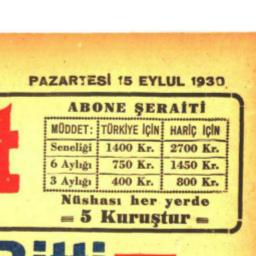 PAZARTESİ 15 EYLUL 1930
ABONE ŞERAİTİ
MÜDDET: TÜRKİYE İÇİN HARİÇ İÇİN
Seneliği 1400 Kr. 2700 Kr.
6 Aylığı 750 Kr. 1450 Kr.
3 Aylığı 400 Kr. 800 Kr.
Nüshası her yerde
= 5 Kuruştur =